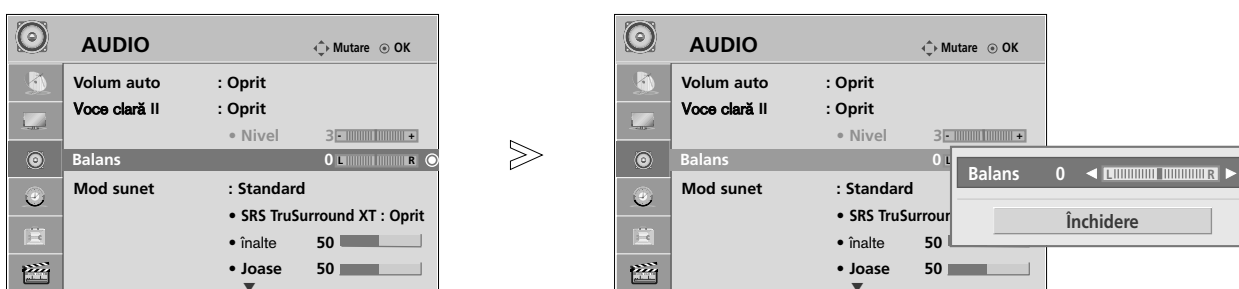 AUDIO Mutare OK
Volum auto : Oprit
Voce clară II : Oprit
• Nivel 3 - +
Balans 0 L R
Mod sunet : Standard
• SRS TruSurround XT : Oprit
• înalte 50
• Joase 50
>
AUDIO Mutare OK
Volum auto : Oprit
Voce clară II : Oprit
• Nivel 3 - +
Balans 0 L
Mod sunet : Standard
• SRS TruSurroun
• înalte 50
• Joase 50
Balans 0 ◄ L R ►
Închidere